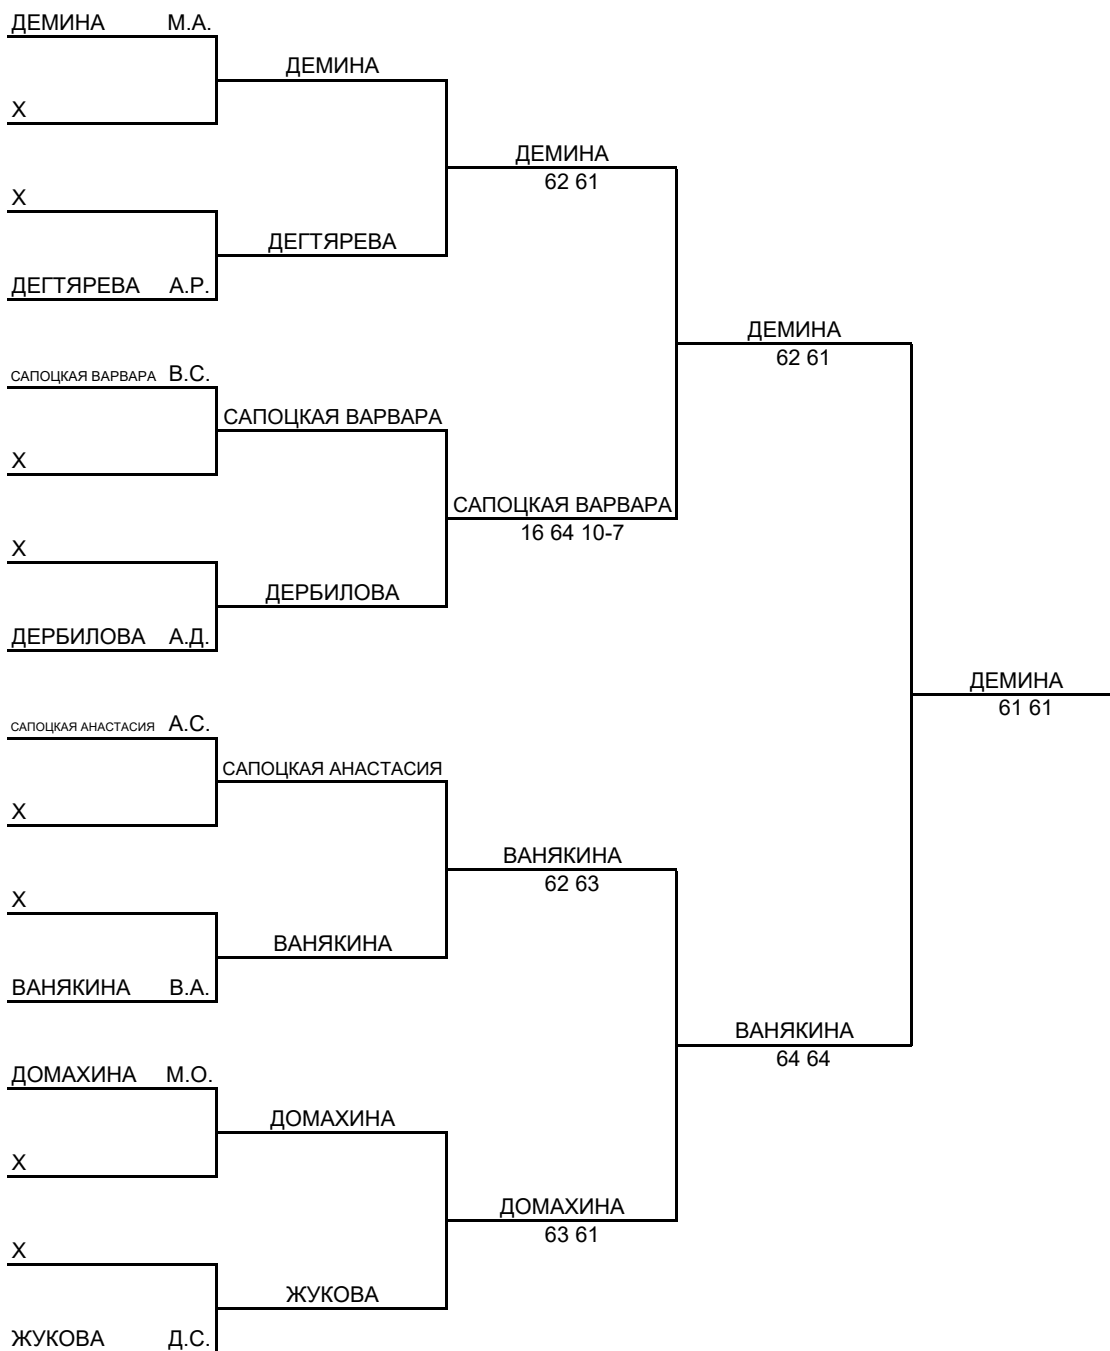 ДЕМИНА М.А.
ДЕМИНА
X
ДЕМИНА
62 61
X
ДЕГТЯРЕВА
ДЕГТЯРЕВА А.Р.
ДЕМИНА
62 61
САПОЦКАЯ ВАРВАРА В.С.
САПОЦКАЯ ВАРВАРА
X
САПОЦКАЯ ВАРВАРА
16 64 10-7
X
ДЕРБИЛОВА
ДЕРБИЛОВА А.Д.
ДЕМИНА
61 61
САПОЦКАЯ АНАСТАСИЯ А.С.
САПОЦКАЯ АНАСТАСИЯ
X
ВАНЯКИНА
62 63
X
ВАНЯКИНА
ВАНЯКИНА В.А.
ВАНЯКИНА
64 64
ДОМАХИНА М.О.
ДОМАХИНА
X
ДОМАХИНА
63 61
X
ЖУКОВА
ЖУКОВА Д.С.